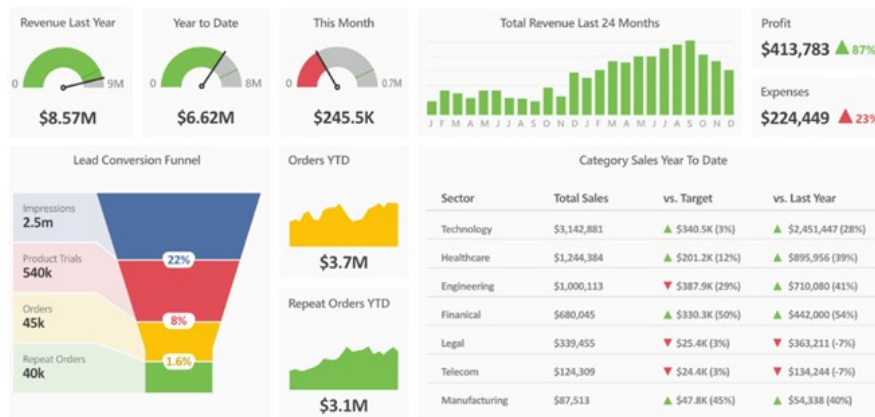 Revenue Last Year
0
9M
$8.57M
Year to Date
0
8M
$6.62M
This Month
0
0.7M
$245.5K
Total Revenue Last 24 Months
J F M A M J J A S O N D J F M A M J J A S O N D
Profit
$413,783 ▲ 87%
Expenses
$224,449 ▲ 23%
Lead Conversion Funnel
Impressions
2.5m
22%
Product Trials
540k
8%
Orders
45k
1.6%
Repeat Orders
40k
Orders YTD
$3.7M
Repeat Orders YTD
$3.1M
Category Sales Year To Date
Sector Total Sales vs. Target vs. Last Year
Technology $3,142,881 ▲ $340.5K (3%) ▲ $2,451,447 (28%)
Healthcare $1,244,384 ▲ $201.2K (12%) ▲ $895,956 (39%)
Engineering $1,000,113 ▼ $387.9K (29%) ▲ $710,080 (41%)
Finanical $680,045 ▲ $330.3K (50%) ▲ $442,000 (54%)
Legal $339,455 ▼ $25.4K (3%) ▼ $363,211 (-7%)
Telecom $124,309 ▼ $24.4K (3%) ▼ $134,244 (-7%)
Manufacturing $87,513 ▲ $47.8K (45%) ▲ $54,338 (40%)